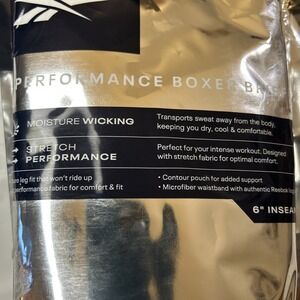 PERFORMANCE BOXER
MOISTURE WICKING
Transports sweat away from the body,
keeping you dry, cool & comfortable.
STRETCH
PERFORMANCE
Perfect for your intense workout. Designed
with stretch fabric for optimal comfort.
leg fit that won't ride up
performance fabric for comfort & fit
• Contour pouch for added support
• Microfiber waistband with authentic Reebok
6" INSEAM